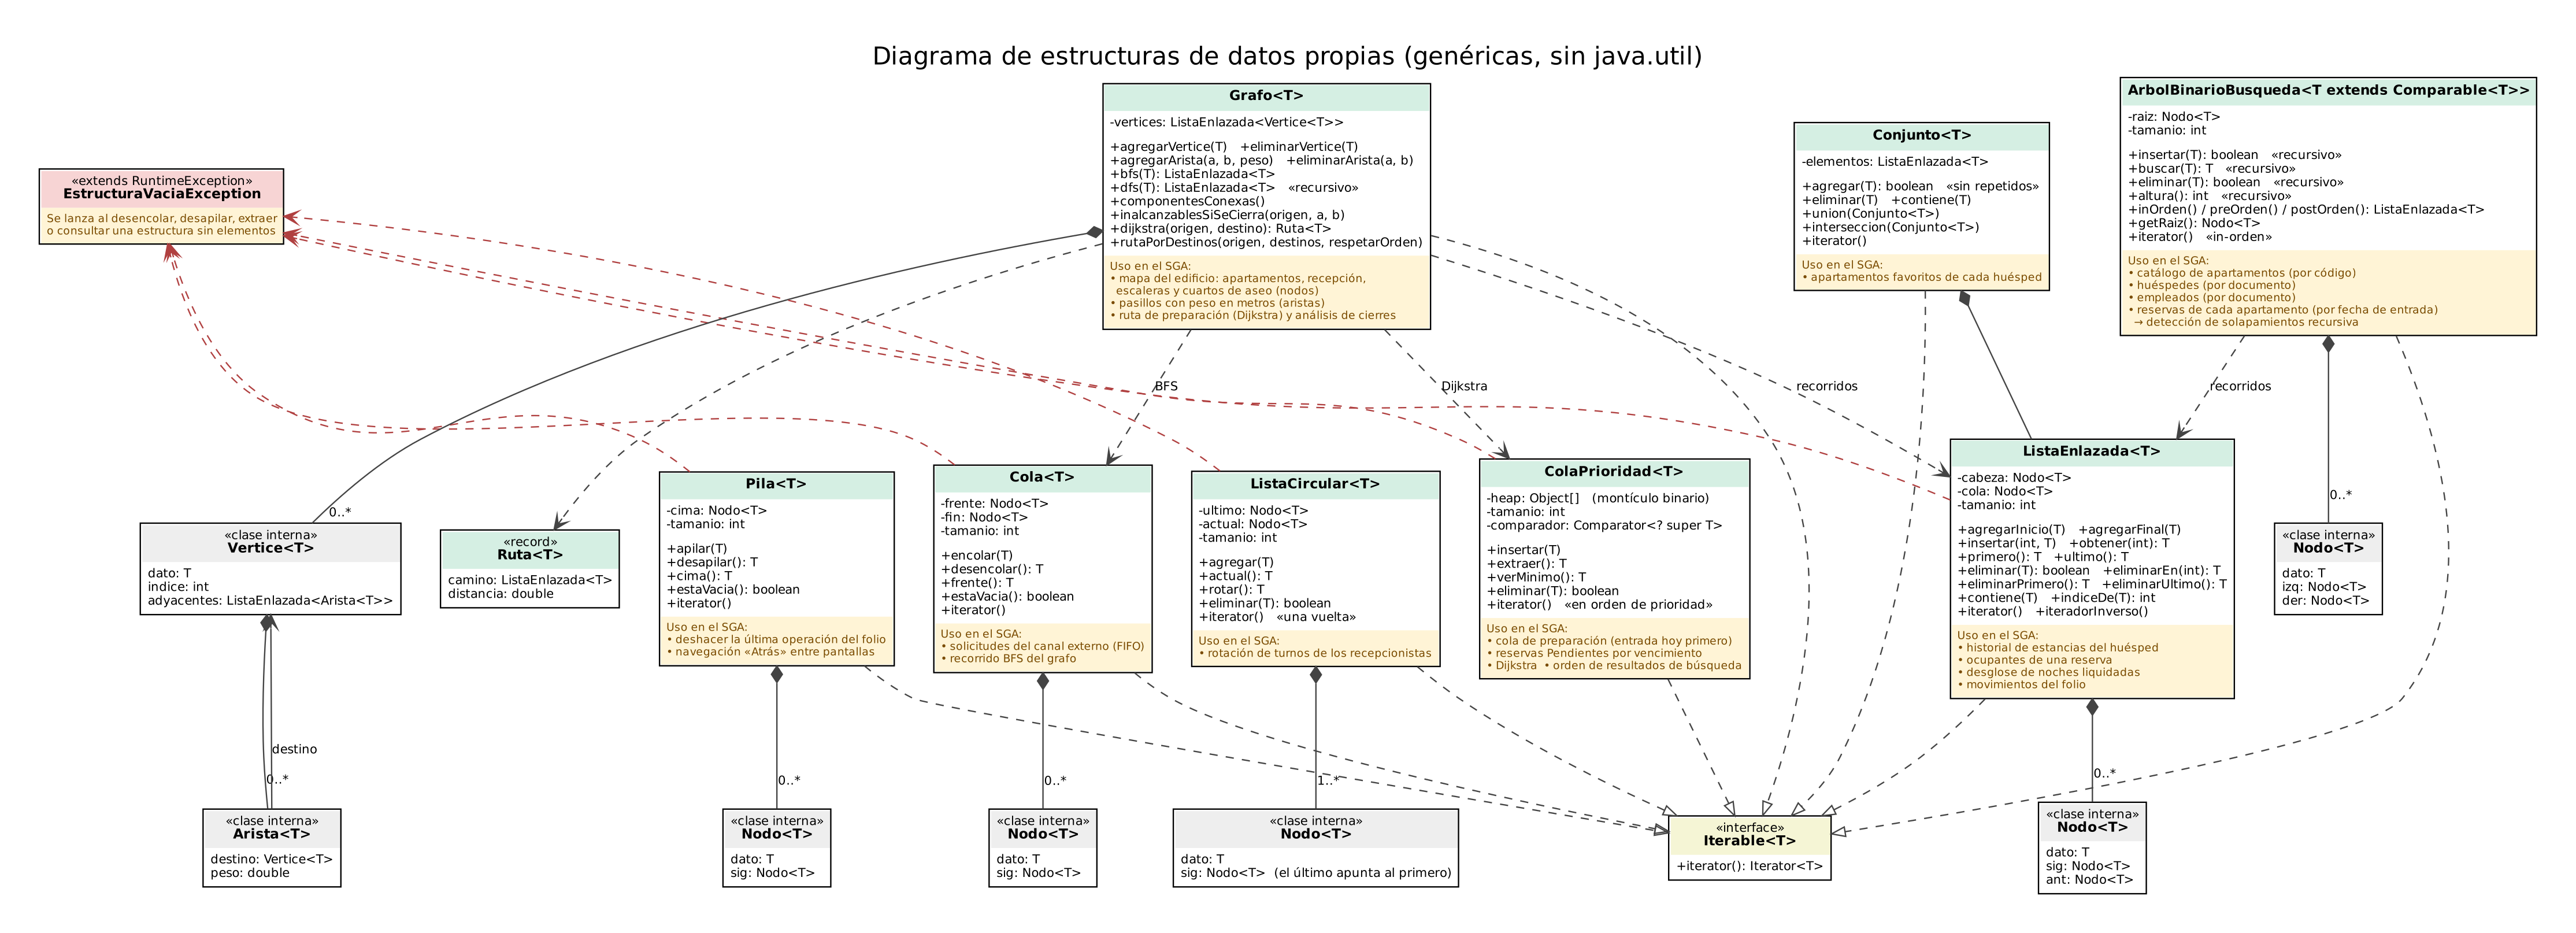 Diagrama de estructuras de datos propias (genéricas, sin java.util)
«extends RuntimeException»
EstructuraVaciaException
Se lanza al desencolar, desapilar, extraer
o consultar una estructura sin elementos
Grafo<T>
-vertices: ListaEnlazada<Vertice<T>>
+agregarVertice(T) +eliminarVertice(T)
+agregarArista(a, b, peso) +eliminarArista(a, b)
+bfs(T): ListaEnlazada<T>
+dfs(T): ListaEnlazada<T> «recursivo»
+componentesConexas()
+inalcanzablesSiSeCierra(origen, a, b)
+dijkstra(origen, destino): Ruta<T>
+rutaPorDestinos(origen, destinos, respetarOrden)
Uso en el SGA:
• mapa del edificio: apartamentos, recepción,
escaleras y cuartos de aseo (nodos)
• pasillos con peso en metros (aristas)
• ruta de preparación (Dijkstra) y análisis de cierres
Conjunto<T>
-elementos: ListaEnlazada<T>
+agregar(T): boolean «sin repetidos»
+eliminar(T) +contiene(T)
+union(Conjunto<T>)
+interseccion(Conjunto<T>)
+iterator()
Uso en el SGA:
• apartamentos favoritos de cada huésped
ArbolBinarioBusqueda<T extends Comparable<T>>
-raiz: Nodo<T>
-tamanio: int
+insertar(T): boolean «recursivo»
+buscar(T): T «recursivo»
+eliminar(T): boolean «recursivo»
+altura(): int «recursivo»
+inOrden() / preOrden() / postOrden(): ListaEnlazada<T>
+getRaiz(): Nodo<T>
+iterator() «in-orden»
Uso en el SGA:
• catálogo de apartamentos (por código)
• huéspedes (por documento)
• empleados (por documento)
• reservas de cada apartamento (por fecha de entrada)
→ detección de solapamientos recursiva
BFS
Dijkstra
recorridos
recorridos
0..*
0..*
«clase interna»
Vertice<T>
dato: T
indice: int
adyacentes: ListaEnlazada<Arista<T>>
«record»
Ruta<T>
camino: ListaEnlazada<T>
distancia: double
Pila<T>
-cima: Nodo<T>
-tamanio: int
+apilar(T)
+desapilar(): T
+cima(): T
+estaVacia(): boolean
+iterator()
Uso en el SGA:
• deshacer la última operación del folio
• navegación «Atrás» entre pantallas
Cola<T>
-frente: Nodo<T>
-fin: Nodo<T>
-tamanio: int
+encolar(T)
+desencolar(): T
+frente(): T
+estaVacia(): boolean
+iterator()
Uso en el SGA:
• solicitudes del canal externo (FIFO)
• recorrido BFS del grafo
ListaCircular<T>
-ultimo: Nodo<T>
-actual: Nodo<T>
-tamanio: int
+agregar(T)
+actual(): T
+rotar(): T
+eliminar(T): boolean
+iterator() «una vuelta»
Uso en el SGA:
• rotación de turnos de los recepcionistas
ColaPrioridad<T>
-heap: Object[] (montículo binario)
-tamanio: int
-comparador: Comparator<? super T>
+insertar(T)
+extraer(): T
+verMinimo(): T
+eliminar(T): boolean
+iterator() «en orden de prioridad»
Uso en el SGA:
• cola de preparación (entrada hoy primero)
• reservas Pendientes por vencimiento
• Dijkstra • orden de resultados de búsqueda
ListaEnlazada<T>
-cabeza: Nodo<T>
-cola: Nodo<T>
-tamanio: int
+agregarInicio(T) +agregarFinal(T)
+insertar(int, T) +obtener(int): T
+primero(): T +ultimo(): T
+eliminar(T): boolean +eliminarEn(int): T
+eliminarPrimero(): T +eliminarUltimo(): T
+contiene(T) +indiceDe(T): int
+iterator() +iteradorInverso()
Uso en el SGA:
• historial de estancias del huésped
• ocupantes de una reserva
• desglose de noches liquidadas
• movimientos del folio
«clase interna»
Nodo<T>
dato: T
izq: Nodo<T>
der: Nodo<T>
destino
0..*
0..*
0..*
1..*
0..*
«clase interna»
Arista<T>
destino: Vertice<T>
peso: double
«clase interna»
Nodo<T>
dato: T
sig: Nodo<T>
«clase interna»
Nodo<T>
dato: T
sig: Nodo<T>
«clase interna»
Nodo<T>
dato: T
sig: Nodo<T> (el último apunta al primero)
«interface»
Iterable<T>
+iterator(): Iterator<T>
«clase interna»
Nodo<T>
dato: T
sig: Nodo<T>
ant: Nodo<T>